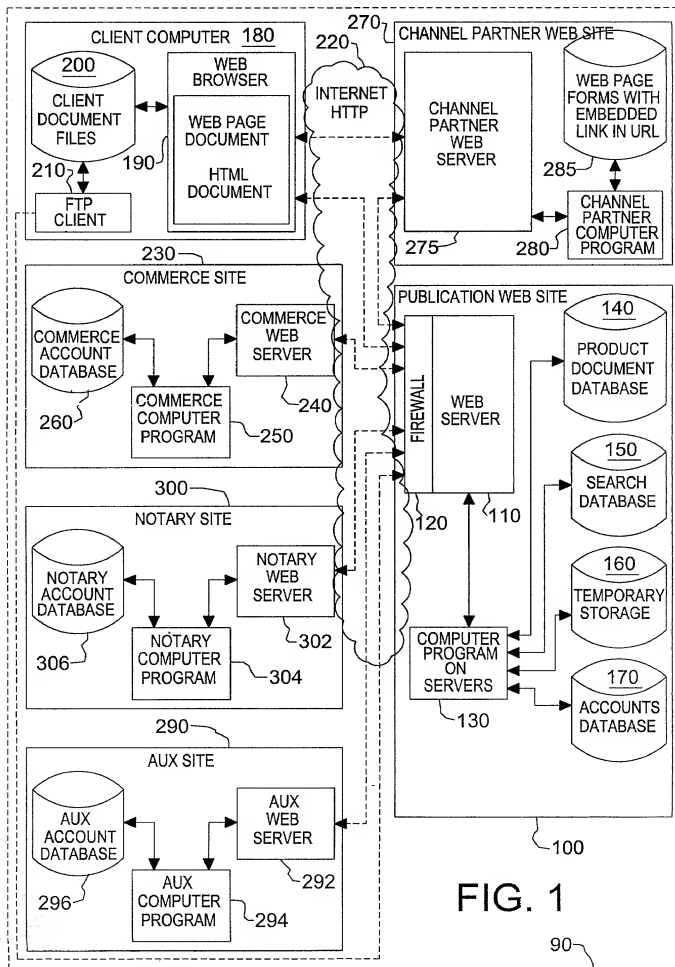 CLIENT COMPUTER 180
200
CLIENT
DOCUMENT
FILES
210
FTP
CLIENT
WEB
BROWSER
190
WEB PAGE
DOCUMENT
HTML
DOCUMENT
220
INTERNET
HTTP
270
CHANNEL PARTNER WEB SITE
CHANNEL
PARTNER
WEB
SERVER
275
WEB PAGE
FORMS WITH
EMBEDDED
LINK IN URL
285
280
CHANNEL
PARTNER
COMPUTER
PROGRAM
230
COMMERCE SITE
COMMERCE
ACCOUNT
DATABASE
260
COMMERCE
WEB
SERVER
240
COMMERCE
COMPUTER
PROGRAM
250
PUBLICATION WEB SITE
FIREWALL
120
WEB
SERVER
110
140
PRODUCT
DOCUMENT
DATABASE
150
SEARCH
DATABASE
160
TEMPORARY
STORAGE
170
ACCOUNTS
DATABASE
COMPUTER
PROGRAM
ON
SERVERS
130
100
300
NOTARY SITE
NOTARY
ACCOUNT
DATABASE
306
NOTARY
WEB
SERVER
302
NOTARY
COMPUTER
PROGRAM
304
290
AUX SITE
AUX
ACCOUNT
DATABASE
296
AUX
WEB
SERVER
292
AUX
COMPUTER
PROGRAM
294
FIG. 1
90